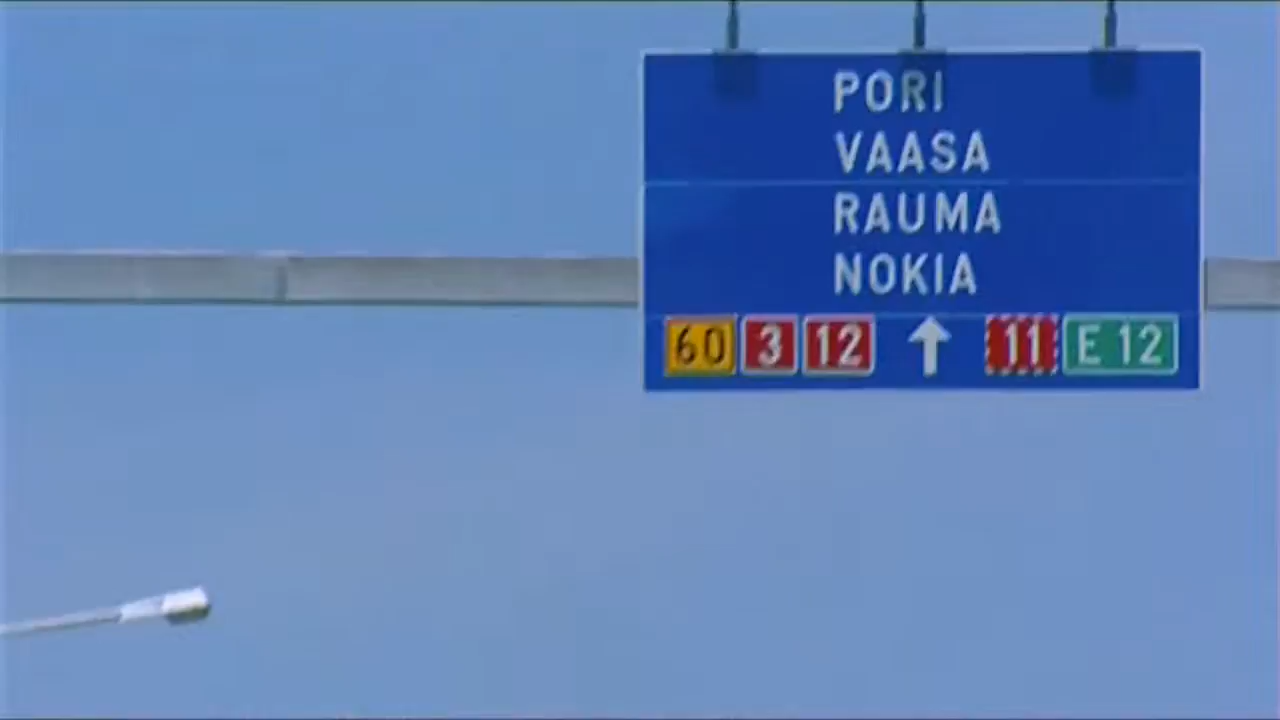 PORI
VAASA
RAUMA
NOKIA
60 3 12 ↑ 11 E 12